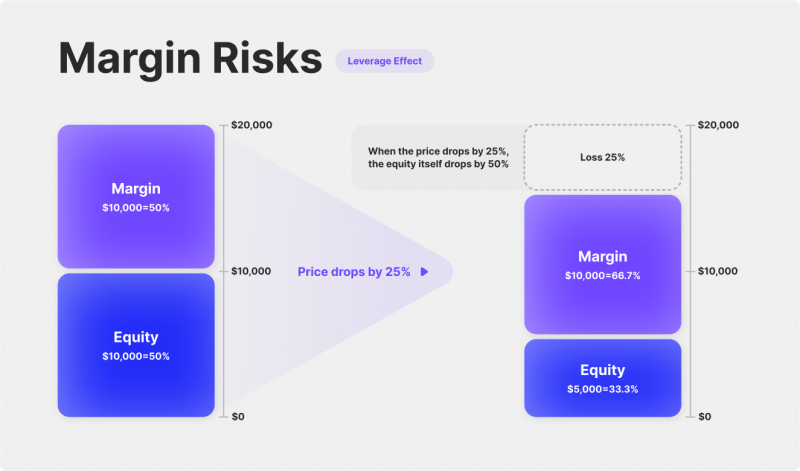 Margin Risks
Leverage Effect
$20,000
Margin
$10,000=50%
$10,000
Equity
$10,000=50%
$0
Price drops by 25%
When the price drops by 25%,
the equity itself drops by 50%
Loss 25%
$20,000
Margin
$10,000=66.7%
$10,000
Equity
$5,000=33.3%
$0